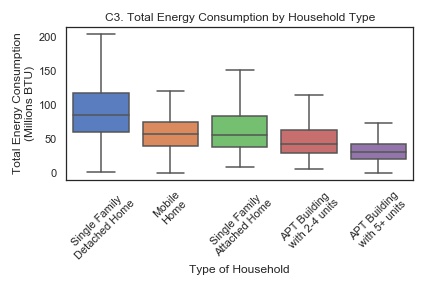 C3. Total Energy Consumption by Household Type
Total Energy Consumption
(Millions BTU)
200
150
100
50
0
Single Family
Detached Home
Mobile
Home
Single Family
Attached Home
APT Building
with 2-4 units
APT Building
with 5+ units
Type of Household